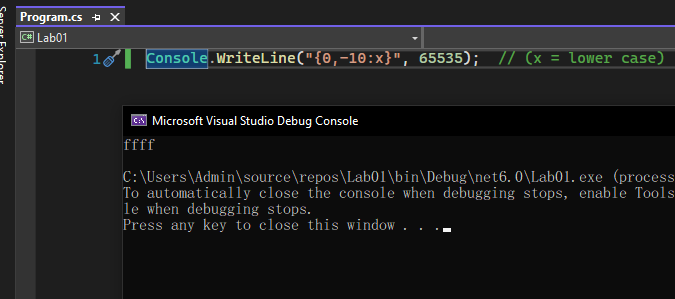 Server Explorer
Program.cs
C# Lab01
1 Console.WriteLine("{0,-10:x}", 65535);  // (x = lower case)
C:\ Microsoft Visual Studio Debug Console
ffff
C:\Users\Admin\source\repos\Lab01\bin\Debug\net6.0\Lab01.exe (process
To automatically close the console when debugging stops, enable Tools
le when debugging stops.
Press any key to close this window . . .